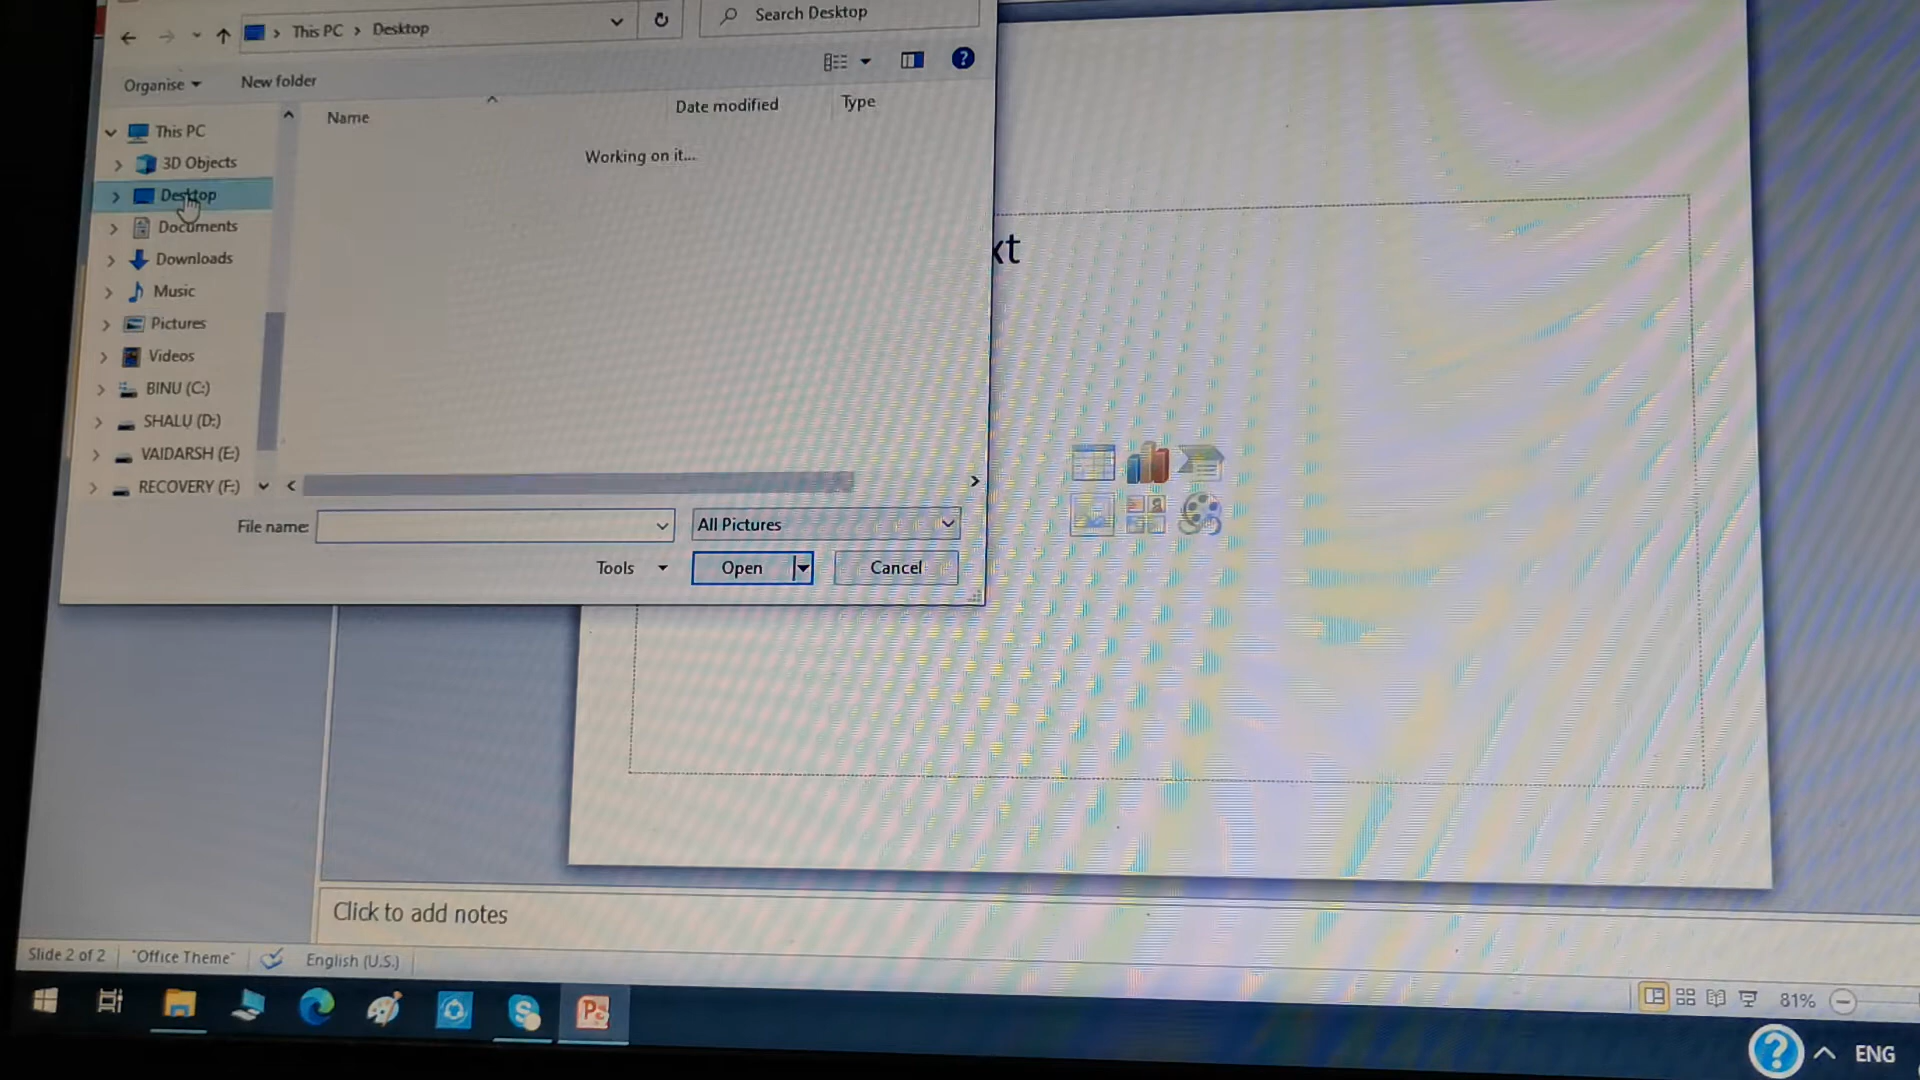 This PC > Desktop
Search Desktop
Organise
New folder
Name
Date modified
Type
Working on it...
This PC
3D Objects
Desktop
Documents
Downloads
Music
Pictures
Videos
BINU (C:)
SHALU (D:)
VAIDARSH (E:)
RECOVERY (F:)
File name:
All Pictures
Tools
Open
Cancel
xt
Click to add notes
Slide 2 of 2
"Office Theme"
English (U.S.)
81%
ENG